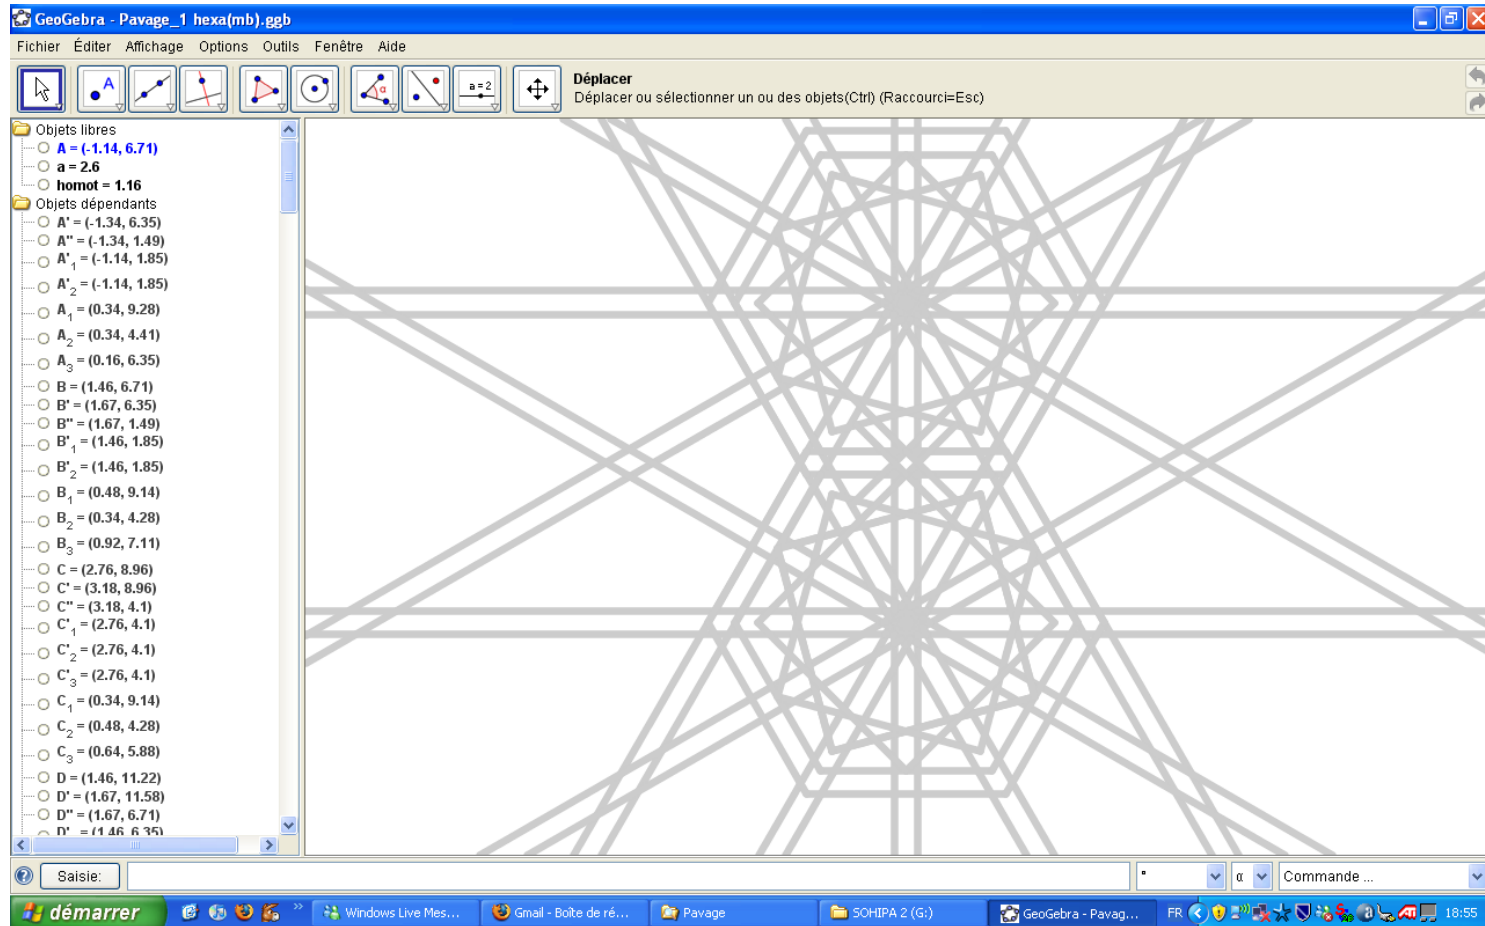 GeoGebra - Pavage_1 hexa(mb).ggb
Fichier Éditer Affichage Options Outils Fenêtre Aide
A
α
a = 2
Déplacer
Déplacer ou sélectionner un ou des objets(Ctrl) (Raccourci=Esc)
Objets libres
A = (-1.14, 6.71)
a = 2.6
homot = 1.16
Objets dépendants
A' = (-1.34, 6.35)
A" = (-1.34, 1.49)
A'1 = (-1.14, 1.85)
A'2 = (-1.14, 1.85)
A1 = (0.34, 9.28)
A2 = (0.34, 4.41)
A3 = (0.16, 6.35)
B = (1.46, 6.71)
B' = (1.67, 6.35)
B" = (1.67, 1.49)
B'1 = (1.46, 1.85)
B'2 = (1.46, 1.85)
B1 = (0.48, 9.14)
B2 = (0.34, 4.28)
B3 = (0.92, 7.11)
C = (2.76, 8.96)
C' = (3.18, 8.96)
C" = (3.18, 4.1)
C'1 = (2.76, 4.1)
C'2 = (2.76, 4.1)
C'3 = (2.76, 4.1)
C1 = (0.34, 9.14)
C2 = (0.48, 4.28)
C3 = (0.64, 5.88)
D = (1.46, 11.22)
D' = (1.67, 11.58)
D" = (1.67, 6.71)
D' = (1.46, 6.35)
Saisie: ° α Commande ...
démarrer » Windows Live Mes... Gmail - Boîte de ré... Pavage SOHIPA 2 (G:) GeoGebra - Pavag... FR 18:55